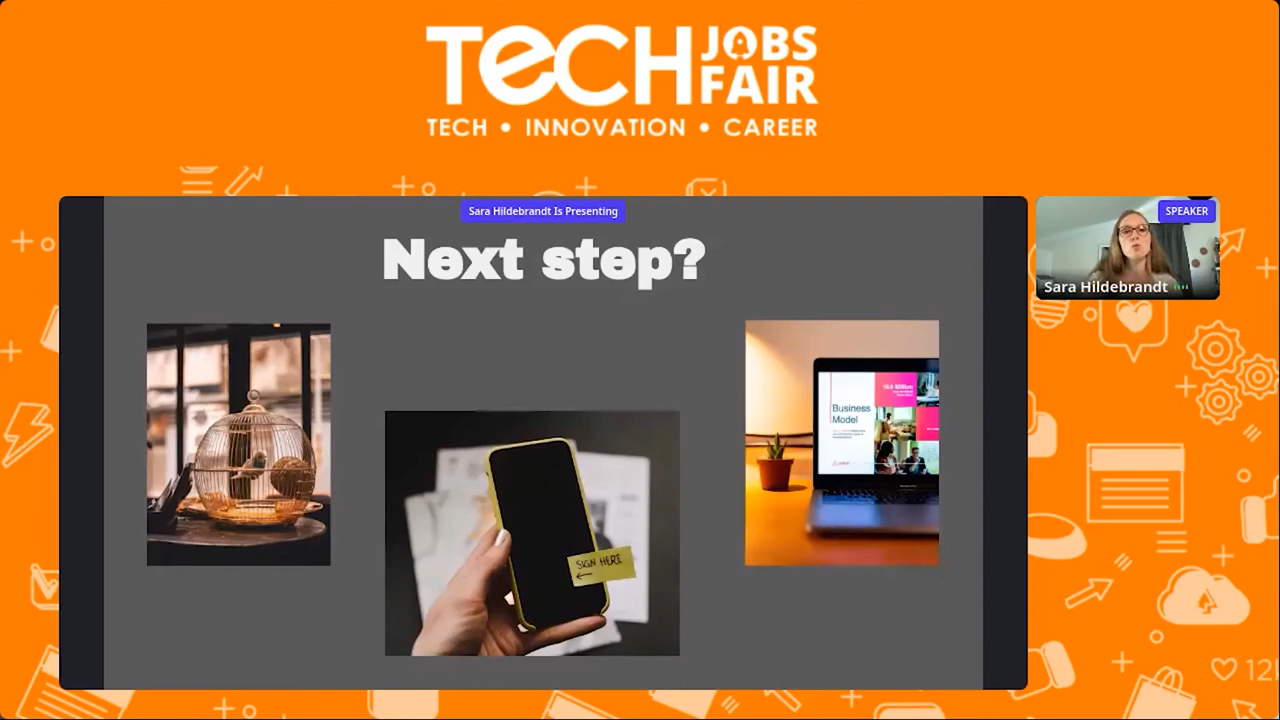 TECH JOBS FAIR
TECH • INNOVATION • CAREER
Sara Hildebrandt Is Presenting
SPEAKER
Next step?
Sara Hildebrandt
Business
Model
SIGN HERE